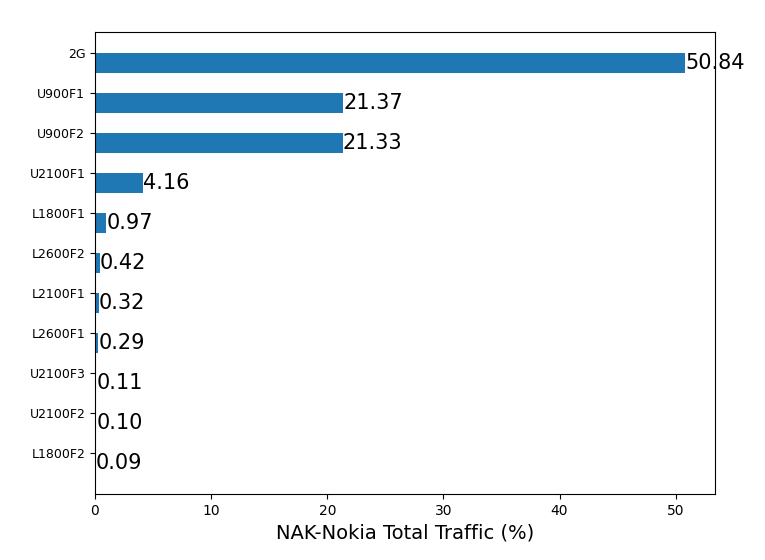 2G 50.84
U900F1 21.37
U900F2 21.33
U2100F1 4.16
L1800F1 0.97
L2600F2 0.42
L2100F1 0.32
L2600F1 0.29
U2100F3 0.11
U2100F2 0.10
L1800F2 0.09
0 10 20 30 40 50
NAK-Nokia Total Traffic (%)